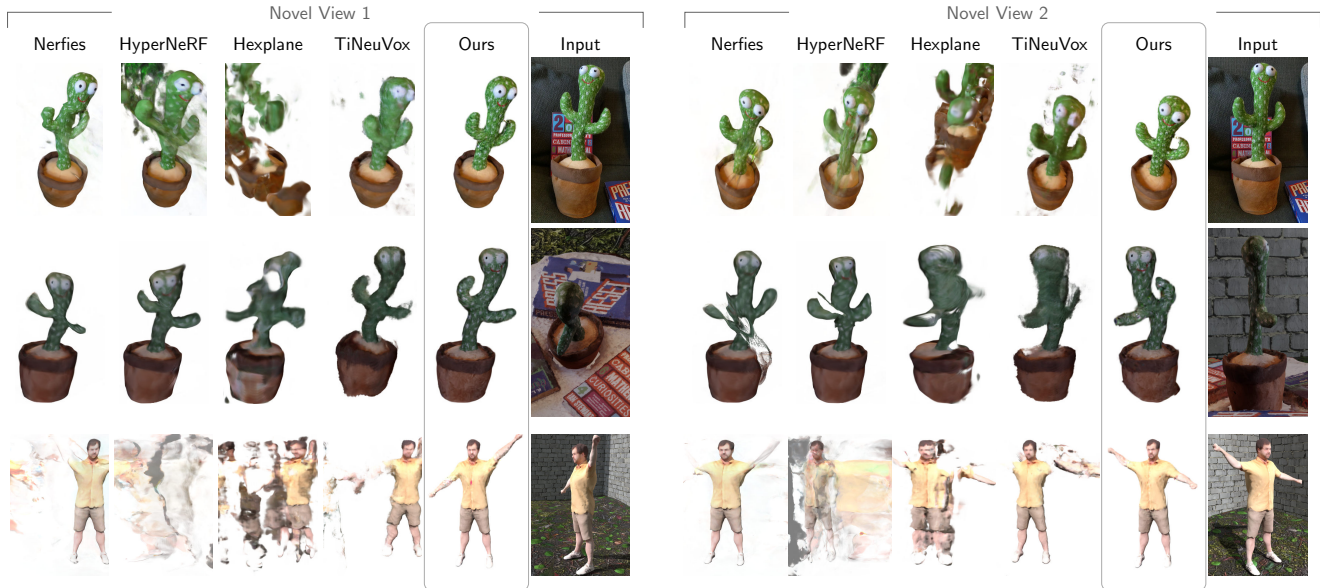 Novel View 1
Nerfies HyperNeRF Hexplane TiNeuVox Ours Input
Novel View 2
Nerfies HyperNeRF Hexplane TiNeuVox Ours Input